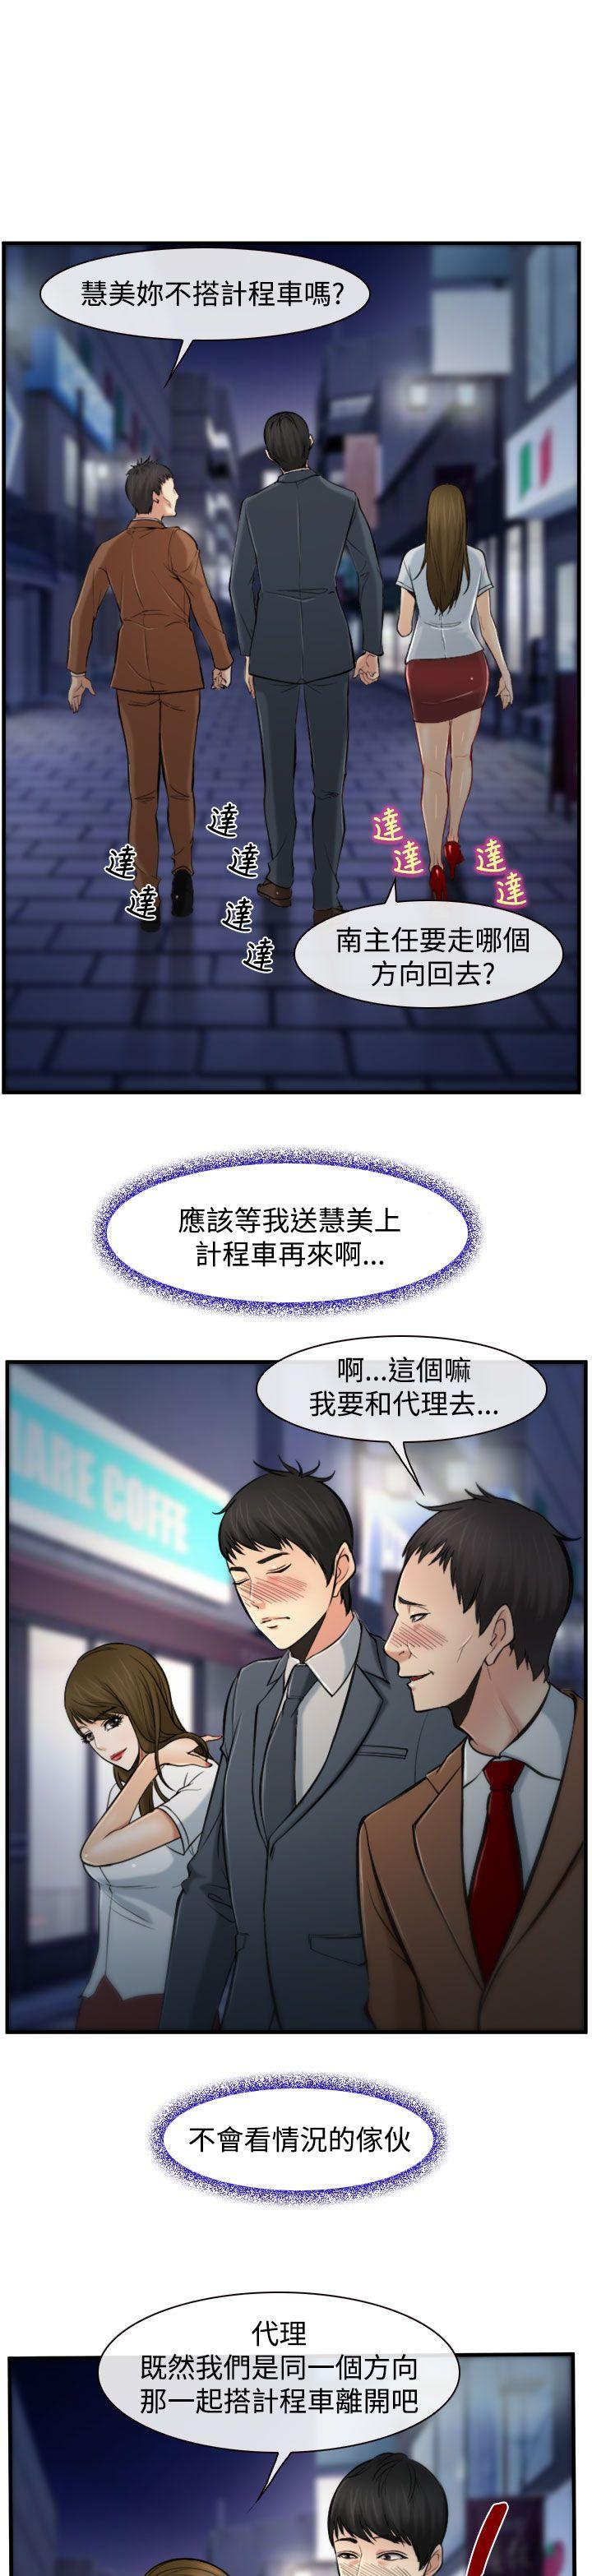 慧美妳不搭計程車嗎?
達
達
達
達
達
達
達
達
達
達
南主任要走哪個
方向回去?
應該等我送慧美上
計程車再來啊...
啊...這個嘛
我要和代理去...
HARE COFFE
不會看情況的傢伙
代理
既然我們是同一個方向
那一起搭計程車離開吧